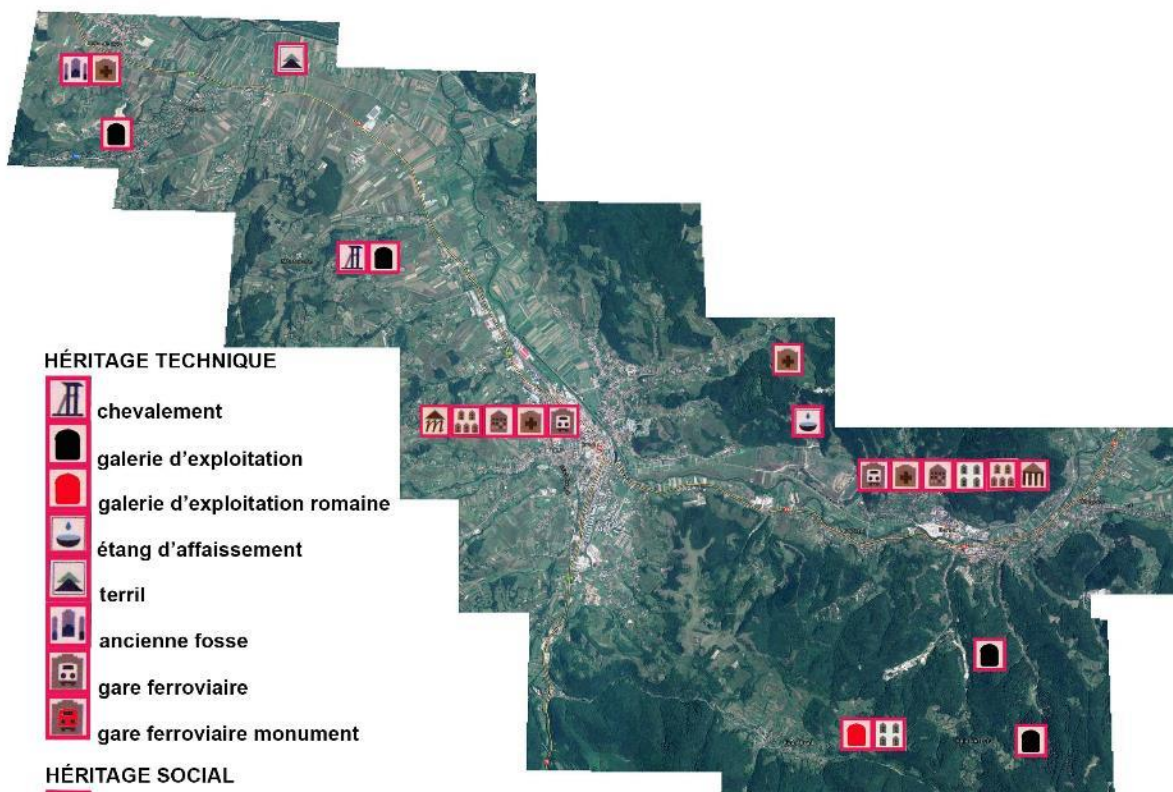 HÉRITAGE TECHNIQUE
chevalement
galerie d'exploitation
galerie d'exploitation romaine
étang d'affaissement
terril
ancienne fosse
gare ferroviaire
gare ferroviaire monument
HÉRITAGE SOCIAL